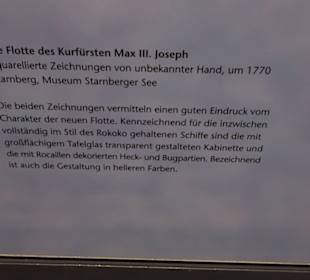 e Flotte des Kurfürsten Max III. Joseph
quarellierte Zeichnungen von unbekannter Hand, um 1770
arnberg, Museum Starnberger See
Die beiden Zeichnungen vermitteln einen guten Eindruck vom
Charakter der neuen Flotte. Kennzeichnend für die inzwischen
vollständig im Stil des Rokoko gehaltenen Schiffe sind die mit
großflächigem Tafelglas transparent gestalteten Kabinette und
die mit Rocaillen dekorierten Heck- und Bugpartien. Bezeichnend
ist auch die Gestaltung in helleren Farben.